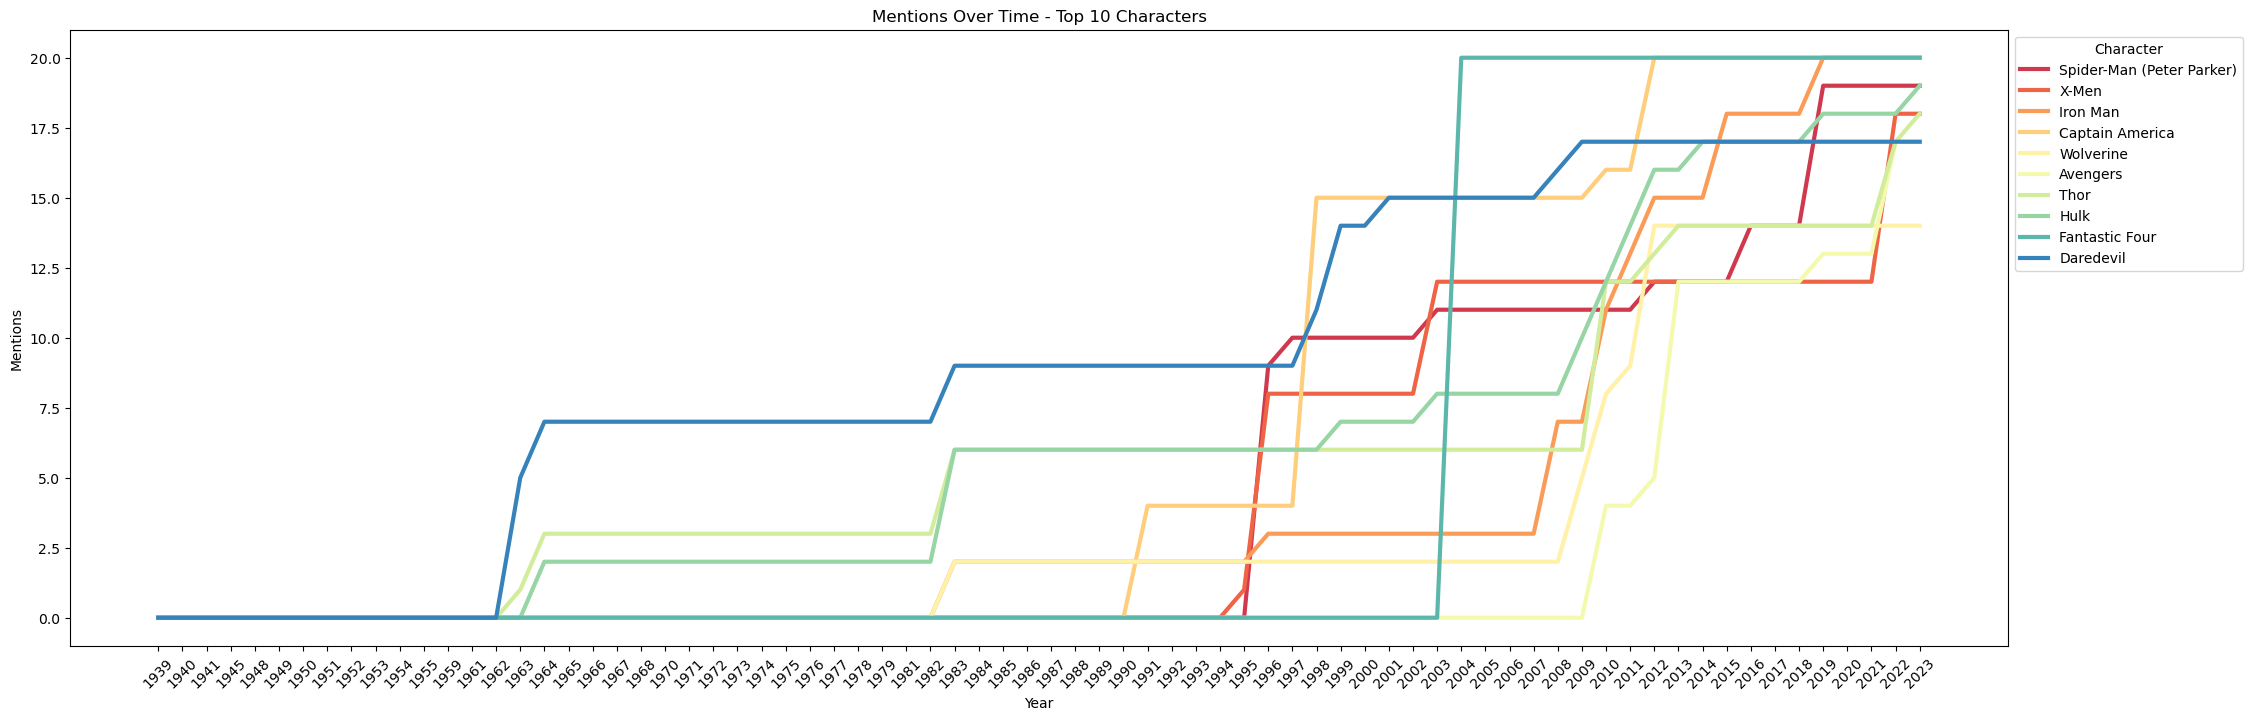 Mentions Over Time - Top 10 Characters
Mentions
20.0
17.5
15.0
12.5
10.0
7.5
5.0
2.5
0.0
1939 1940 1941 1945 1948 1949 1950 1951 1952 1953 1954 1955 1959 1961 1962 1963 1964 1965 1966 1967 1968 1970 1971 1972 1973 1974 1975 1976 1977 1978 1979 1981 1982 1983 1984 1985 1986 1987 1988 1989 1990 1991 1992 1993 1994 1995 1996 1997 1998 1999 2000 2001 2002 2003 2004 2005 2006 2007 2008 2009 2010 2011 2012 2013 2014 2015 2016 2017 2018 2019 2020 2021 2022 2023
Year
Character
Spider-Man (Peter Parker)
X-Men
Iron Man
Captain America
Wolverine
Avengers
Thor
Hulk
Fantastic Four
Daredevil